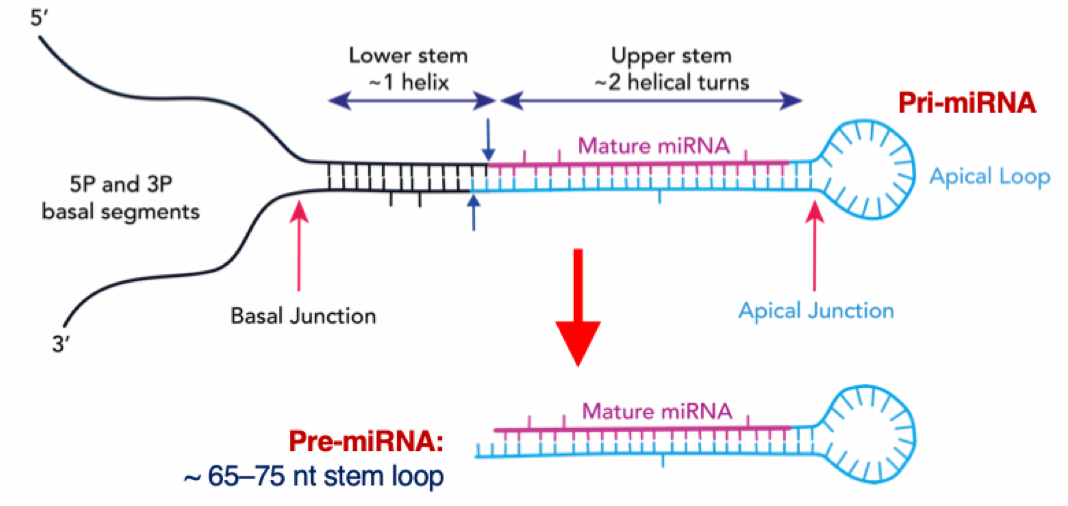 5′
Lower stem
~1 helix
Upper stem
~2 helical turns
Pri-miRNA
Mature miRNA
5P and 3P
basal segments
Apical Loop
Basal Junction
Apical Junction
3′
Mature miRNA
Pre-miRNA:
~ 65–75 nt stem loop